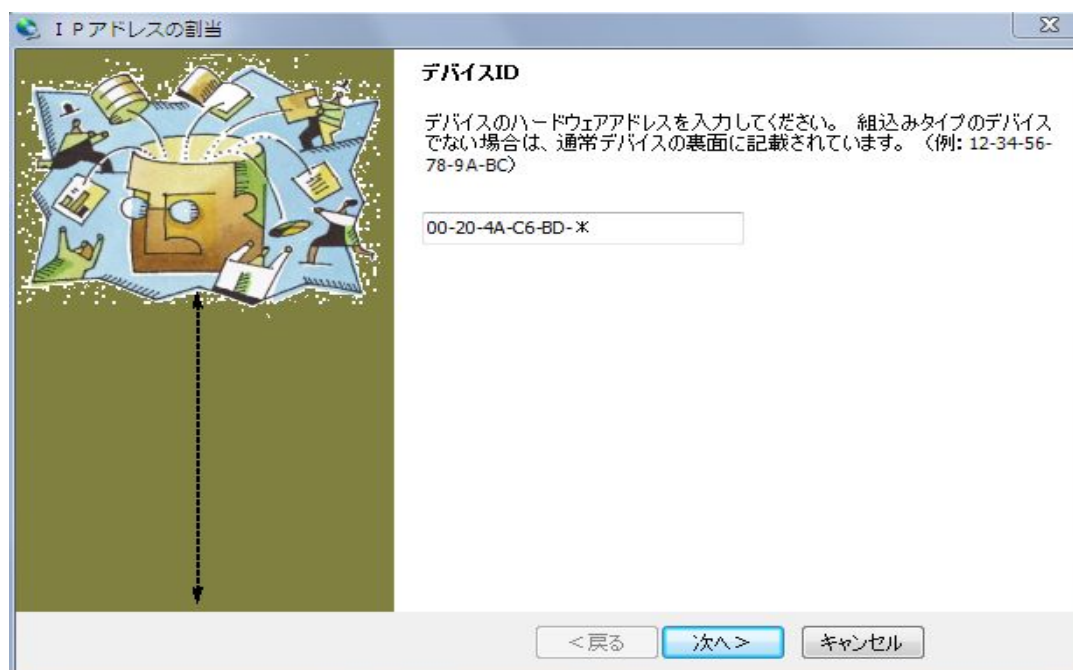 ＩＰアドレスの割当
デバイスID
デバイスのハードウェアアドレスを入力してください。 組込みタイプのデバイス
でない場合は、通常デバイスの裏面に記載されています。 （例: 12-34-56-
78-9A-BC）
00-20-4A-C6-BD-＊
＜戻る
次へ＞
キャンセル